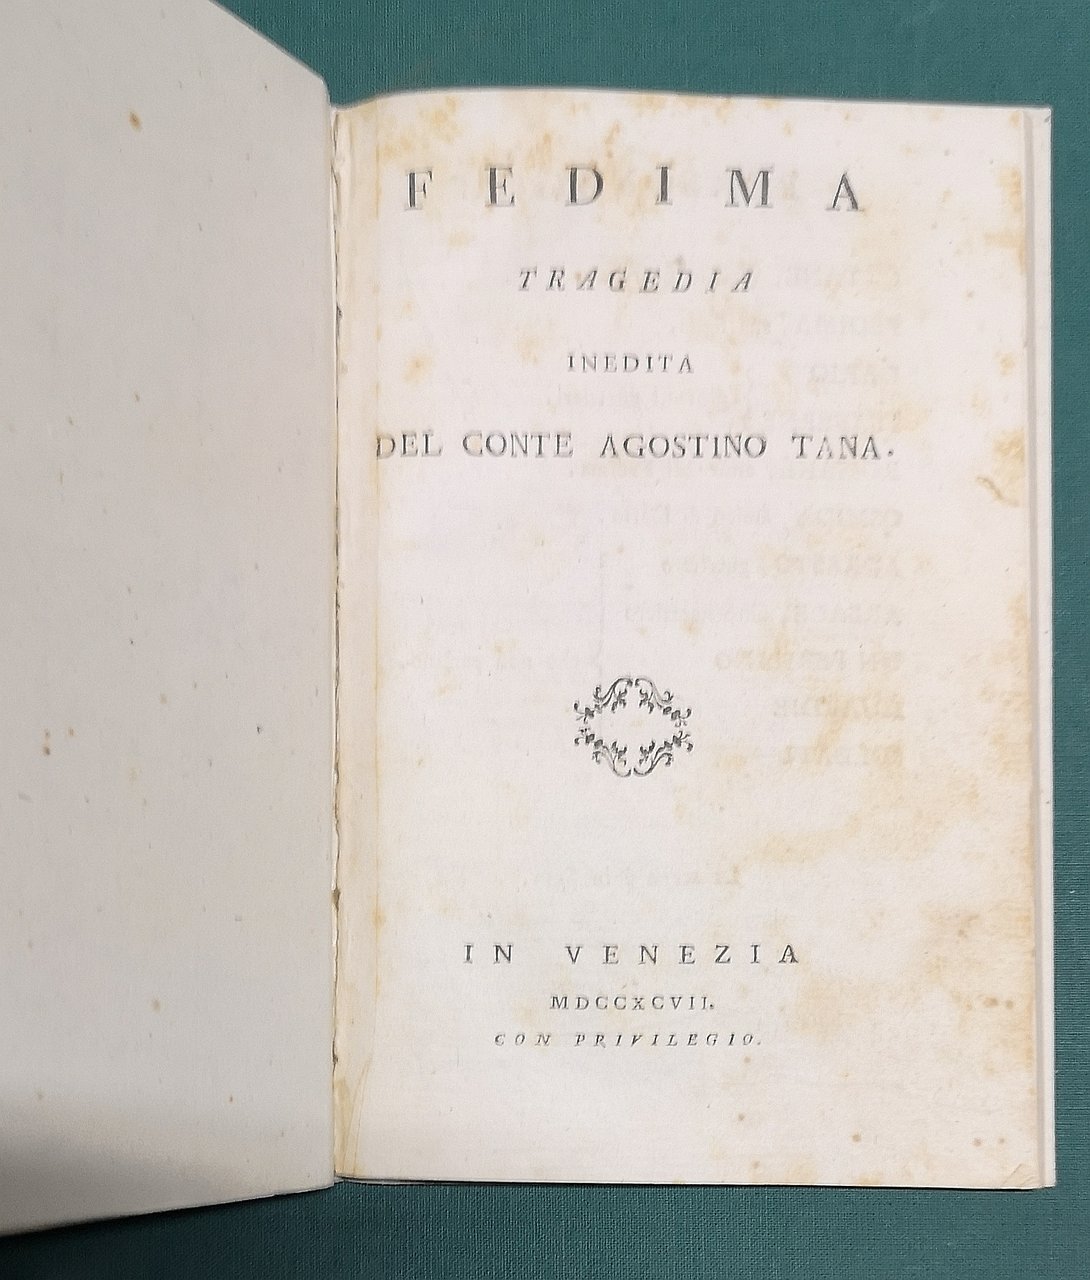 FEDIMA
TRAGEDIA
INEDITA
DEL CONTE AGOSTINO TANA.
IN VENEZIA
MDCCXCVII.
CON PRIVILEGIO.